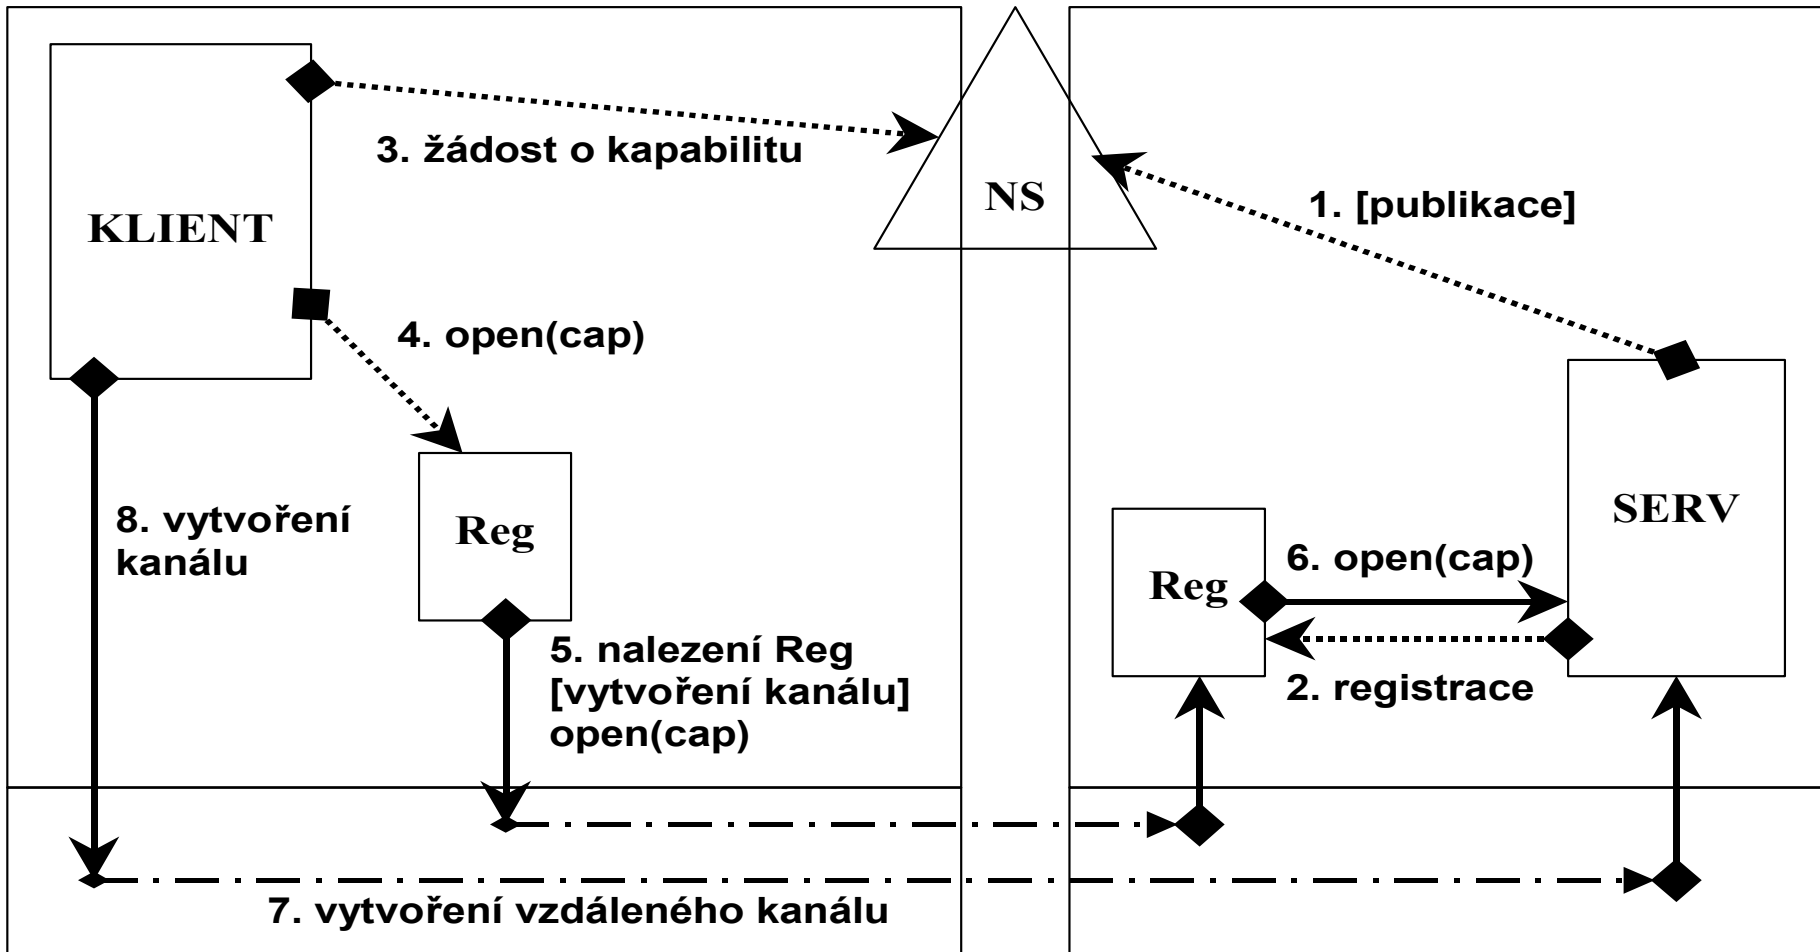 3. žádost o kapabilitu
NS
1. [publikace]
KLIENT
4. open(cap)
8. vytvoření
kanálu
Reg
SERV
6. open(cap)
Reg
5. nalezení Reg
[vytvoření kanálu]
open(cap)
2. registrace
7. vytvoření vzdáleného kanálu